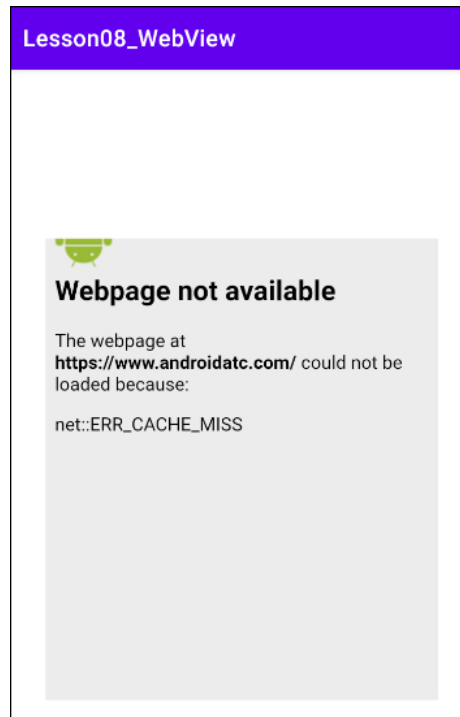 Lesson08_WebView
Webpage not available
The webpage at
https://www.androidatc.com/ could not be
loaded because:
net::ERR_CACHE_MISS